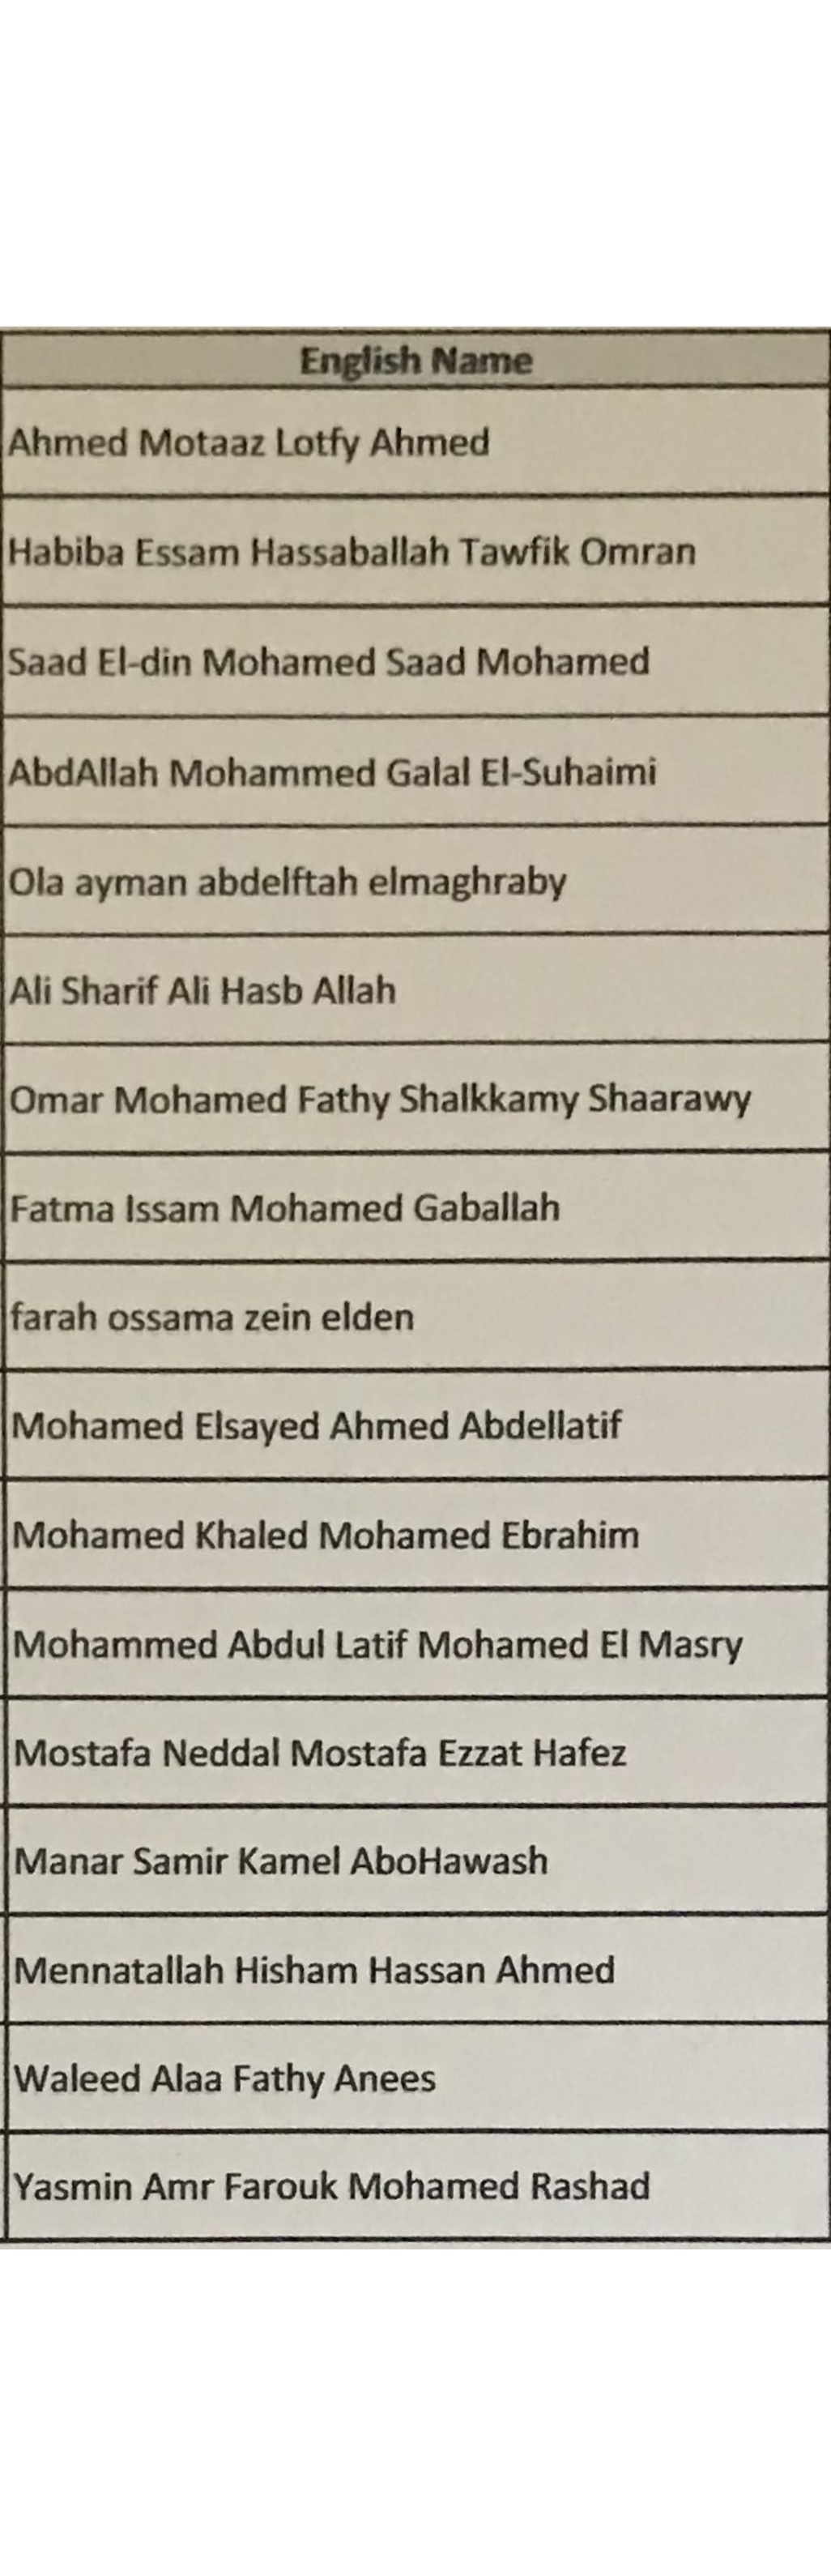 English Name
Ahmed Motaaz Lotfy Ahmed
Habiba Essam Hassaballah Tawfik Omran
Saad El-din Mohamed Saad Mohamed
AbdAllah Mohammed Galal El-Suhaimi
Ola ayman abdelftah elmaghraby
Ali Sharif Ali Hasb Allah
Omar Mohamed Fathy Shalkkamy Shaarawy
Fatma Issam Mohamed Gaballah
farah ossama zein elden
Mohamed Elsayed Ahmed Abdellatif
Mohamed Khaled Mohamed Ebrahim
Mohammed Abdul Latif Mohamed El Masry
Mostafa Neddal Mostafa Ezzat Hafez
Manar Samir Kamel AboHawash
Mennatallah Hisham Hassan Ahmed
Waleed Alaa Fathy Anees
Yasmin Amr Farouk Mohamed Rashad